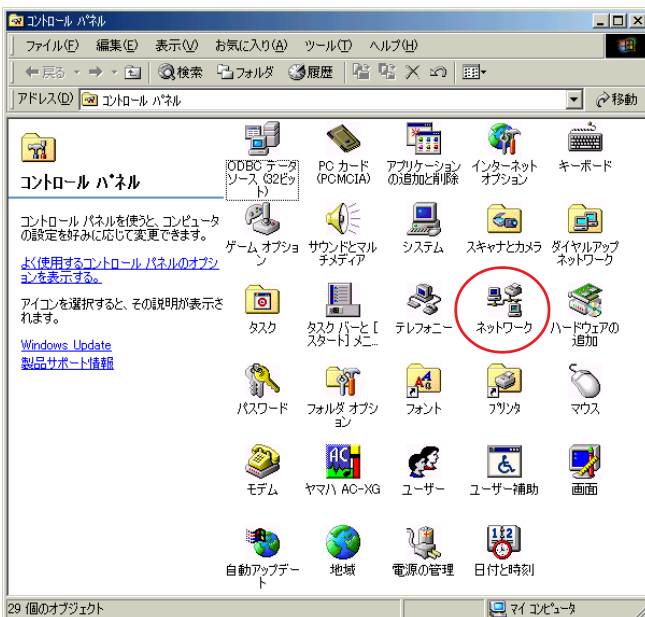 コントロール パネル
ファイル(F) 編集(E) 表示(V) お気に入り(A) ツール(T) ヘルプ(H)
戻る 検索 フォルダ 履歴
アドレス(D) コントロール パネル 移動
コントロール パネル
コントロール パネルを使うと、コンピュータ
の設定を好みに応じて変更できます。
よく使用するコントロール パネルのオプシ
ョンを表示する。
アイコンを選択すると、その説明が表示さ
れます。
Windows Update
製品サポート情報
ODBC データ
ソース (32ビッ
ト)
PC カード
(PCMCIA)
アプリケーション
の追加と削除
インターネット
オプション
キーボード
ゲーム オプショ
ン
サウンドとマル
チメディア
システム
スキャナとカメラ
ダイヤルアップ
ネットワーク
タスク
タスク バーと [
スタート] メニ...
テレフォニー
ネットワーク
ハードウェアの
追加
パスワード
フォルダ オプシ
ョン
フォント
プリンタ
マウス
モデム
ヤマハ AC-XG
ユーザー
ユーザー補助
画面
自動アップデー
ト
地域
電源の管理
日付と時刻
29 個のオブジェクト
マイ コンピュータ